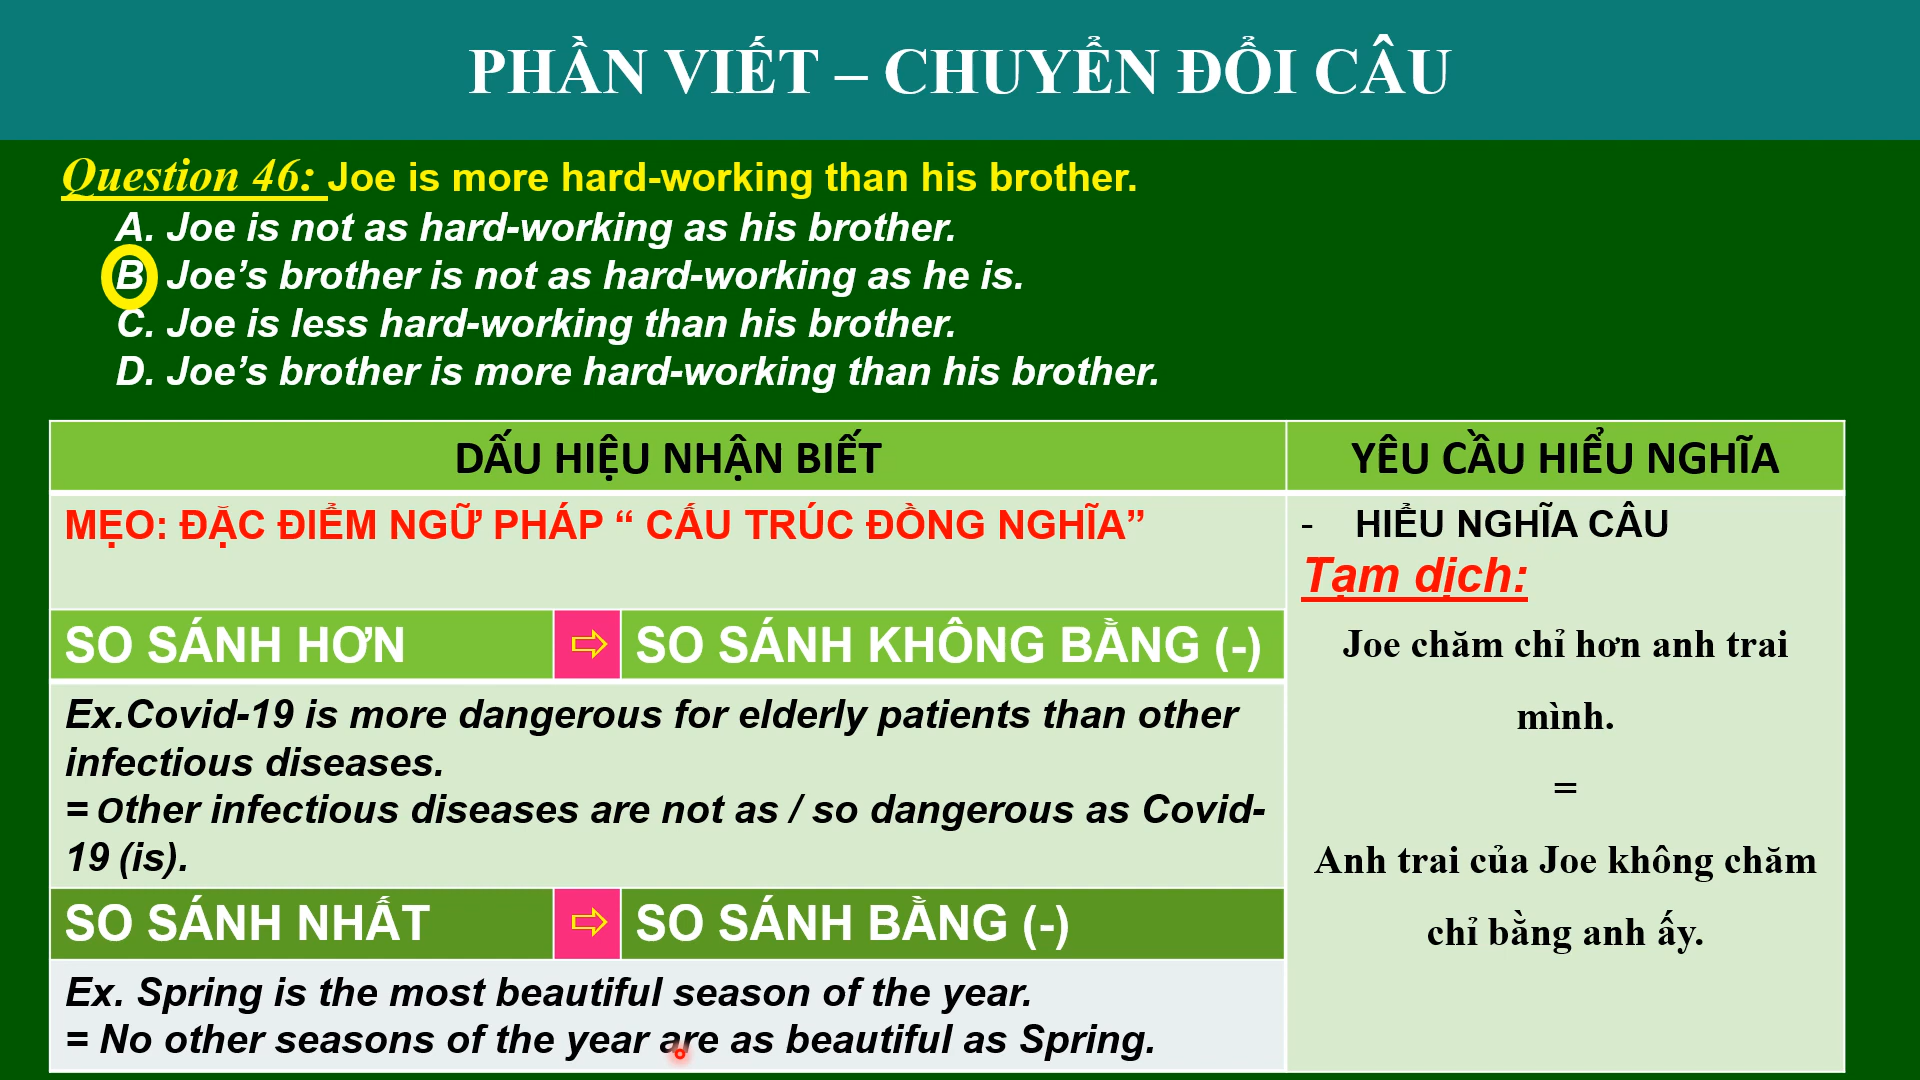 PHẦN VIẾT – CHUYỂN ĐỔI CÂU
Question 46: Joe is more hard-working than his brother.
A. Joe is not as hard-working as his brother.
B Joe’s brother is not as hard-working as he is.
C. Joe is less hard-working than his brother.
D. Joe’s brother is more hard-working than his brother.
DẤU HIỆU NHẬN BIẾT
YÊU CẦU HIỂU NGHĨA
MẸO: ĐẶC ĐIỂM NGỮ PHÁP “ CẤU TRÚC ĐỒNG NGHĨA”
SO SÁNH HƠN ⇨ SO SÁNH KHÔNG BẰNG (-)
Ex.Covid-19 is more dangerous for elderly patients than other
infectious diseases.
= Other infectious diseases are not as / so dangerous as Covid-
19 (is).
SO SÁNH NHẤT ⇨ SO SÁNH BẰNG (-)
Ex. Spring is the most beautiful season of the year.
= No other seasons of the year are as beautiful as Spring.
- HIỂU NGHĨA CÂU
Tạm dịch:
Joe chăm chỉ hơn anh trai
mình.
=
Anh trai của Joe không chăm
chỉ bằng anh ấy.